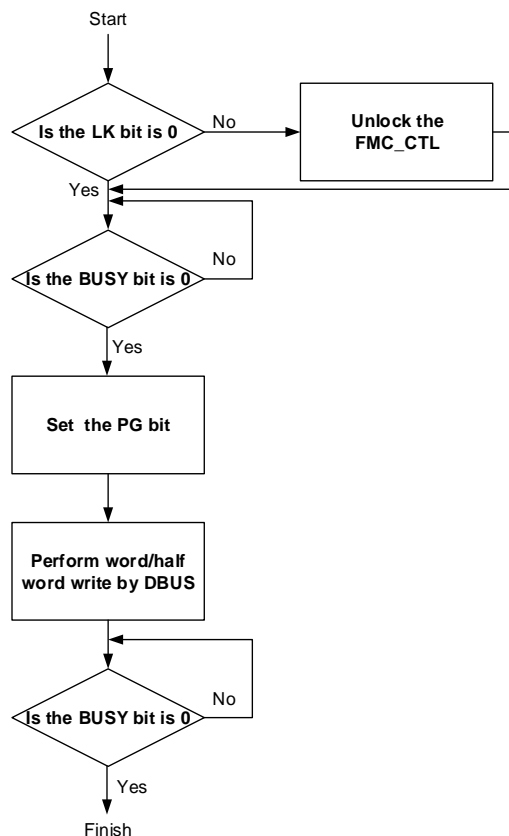 Start
Is the LK bit is 0
No
Unlock the
FMC_CTL
Yes
Is the BUSY bit is 0
No
Yes
Set the PG bit
Perform word/half
word write by DBUS
Is the BUSY bit is 0
No
Yes
Finish